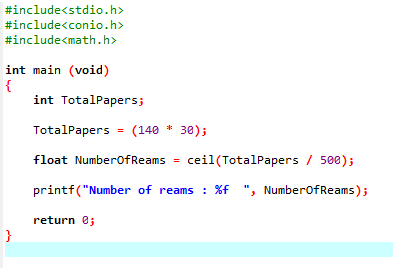 #include<stdio.h>
#include<conio.h>
#include<math.h>
int main (void)
{
int TotalPapers;
TotalPapers = (140 * 30);
float NumberOfReams = ceil(TotalPapers / 500);
printf("Number of reams : %f  ", NumberOfReams);
return 0;
}